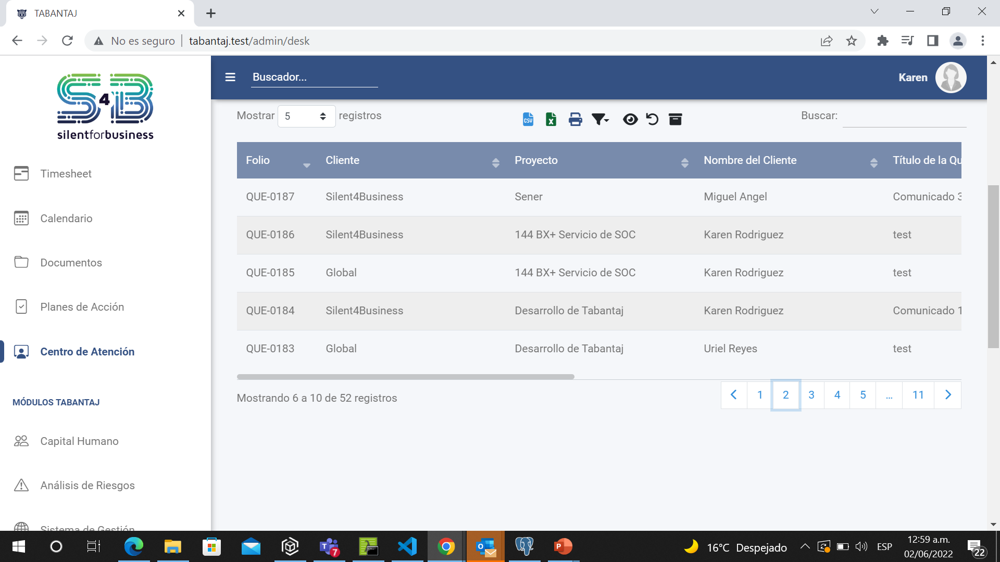 TABANTAJ
No es seguro
tabantaj.test/admin/desk
S4B
silentforbusiness
Buscador...
Karen
Timesheet
Calendario
Documentos
Planes de Acción
Centro de Atención
MÓDULOS TABANTAJ
Capital Humano
Análisis de Riesgos
Sistema de Gestión
Mostrar 5 registros
CSV
X
Buscar:
Folio Cliente Proyecto Nombre del Cliente Título de la Qu
QUE-0187 Silent4Business Sener Miguel Angel Comunicado 3
QUE-0186 Silent4Business 144 BX+ Servicio de SOC Karen Rodriguez test
QUE-0185 Global 144 BX+ Servicio de SOC Karen Rodriguez test
QUE-0184 Silent4Business Desarrollo de Tabantaj Karen Rodriguez Comunicado 1
QUE-0183 Global Desarrollo de Tabantaj Uriel Reyes test
Mostrando 6 a 10 de 52 registros
1 2 3 4 5 ... 11
T 7
O
P
16°C Despejado
ESP
12:59 a.m.
02/06/2022
22